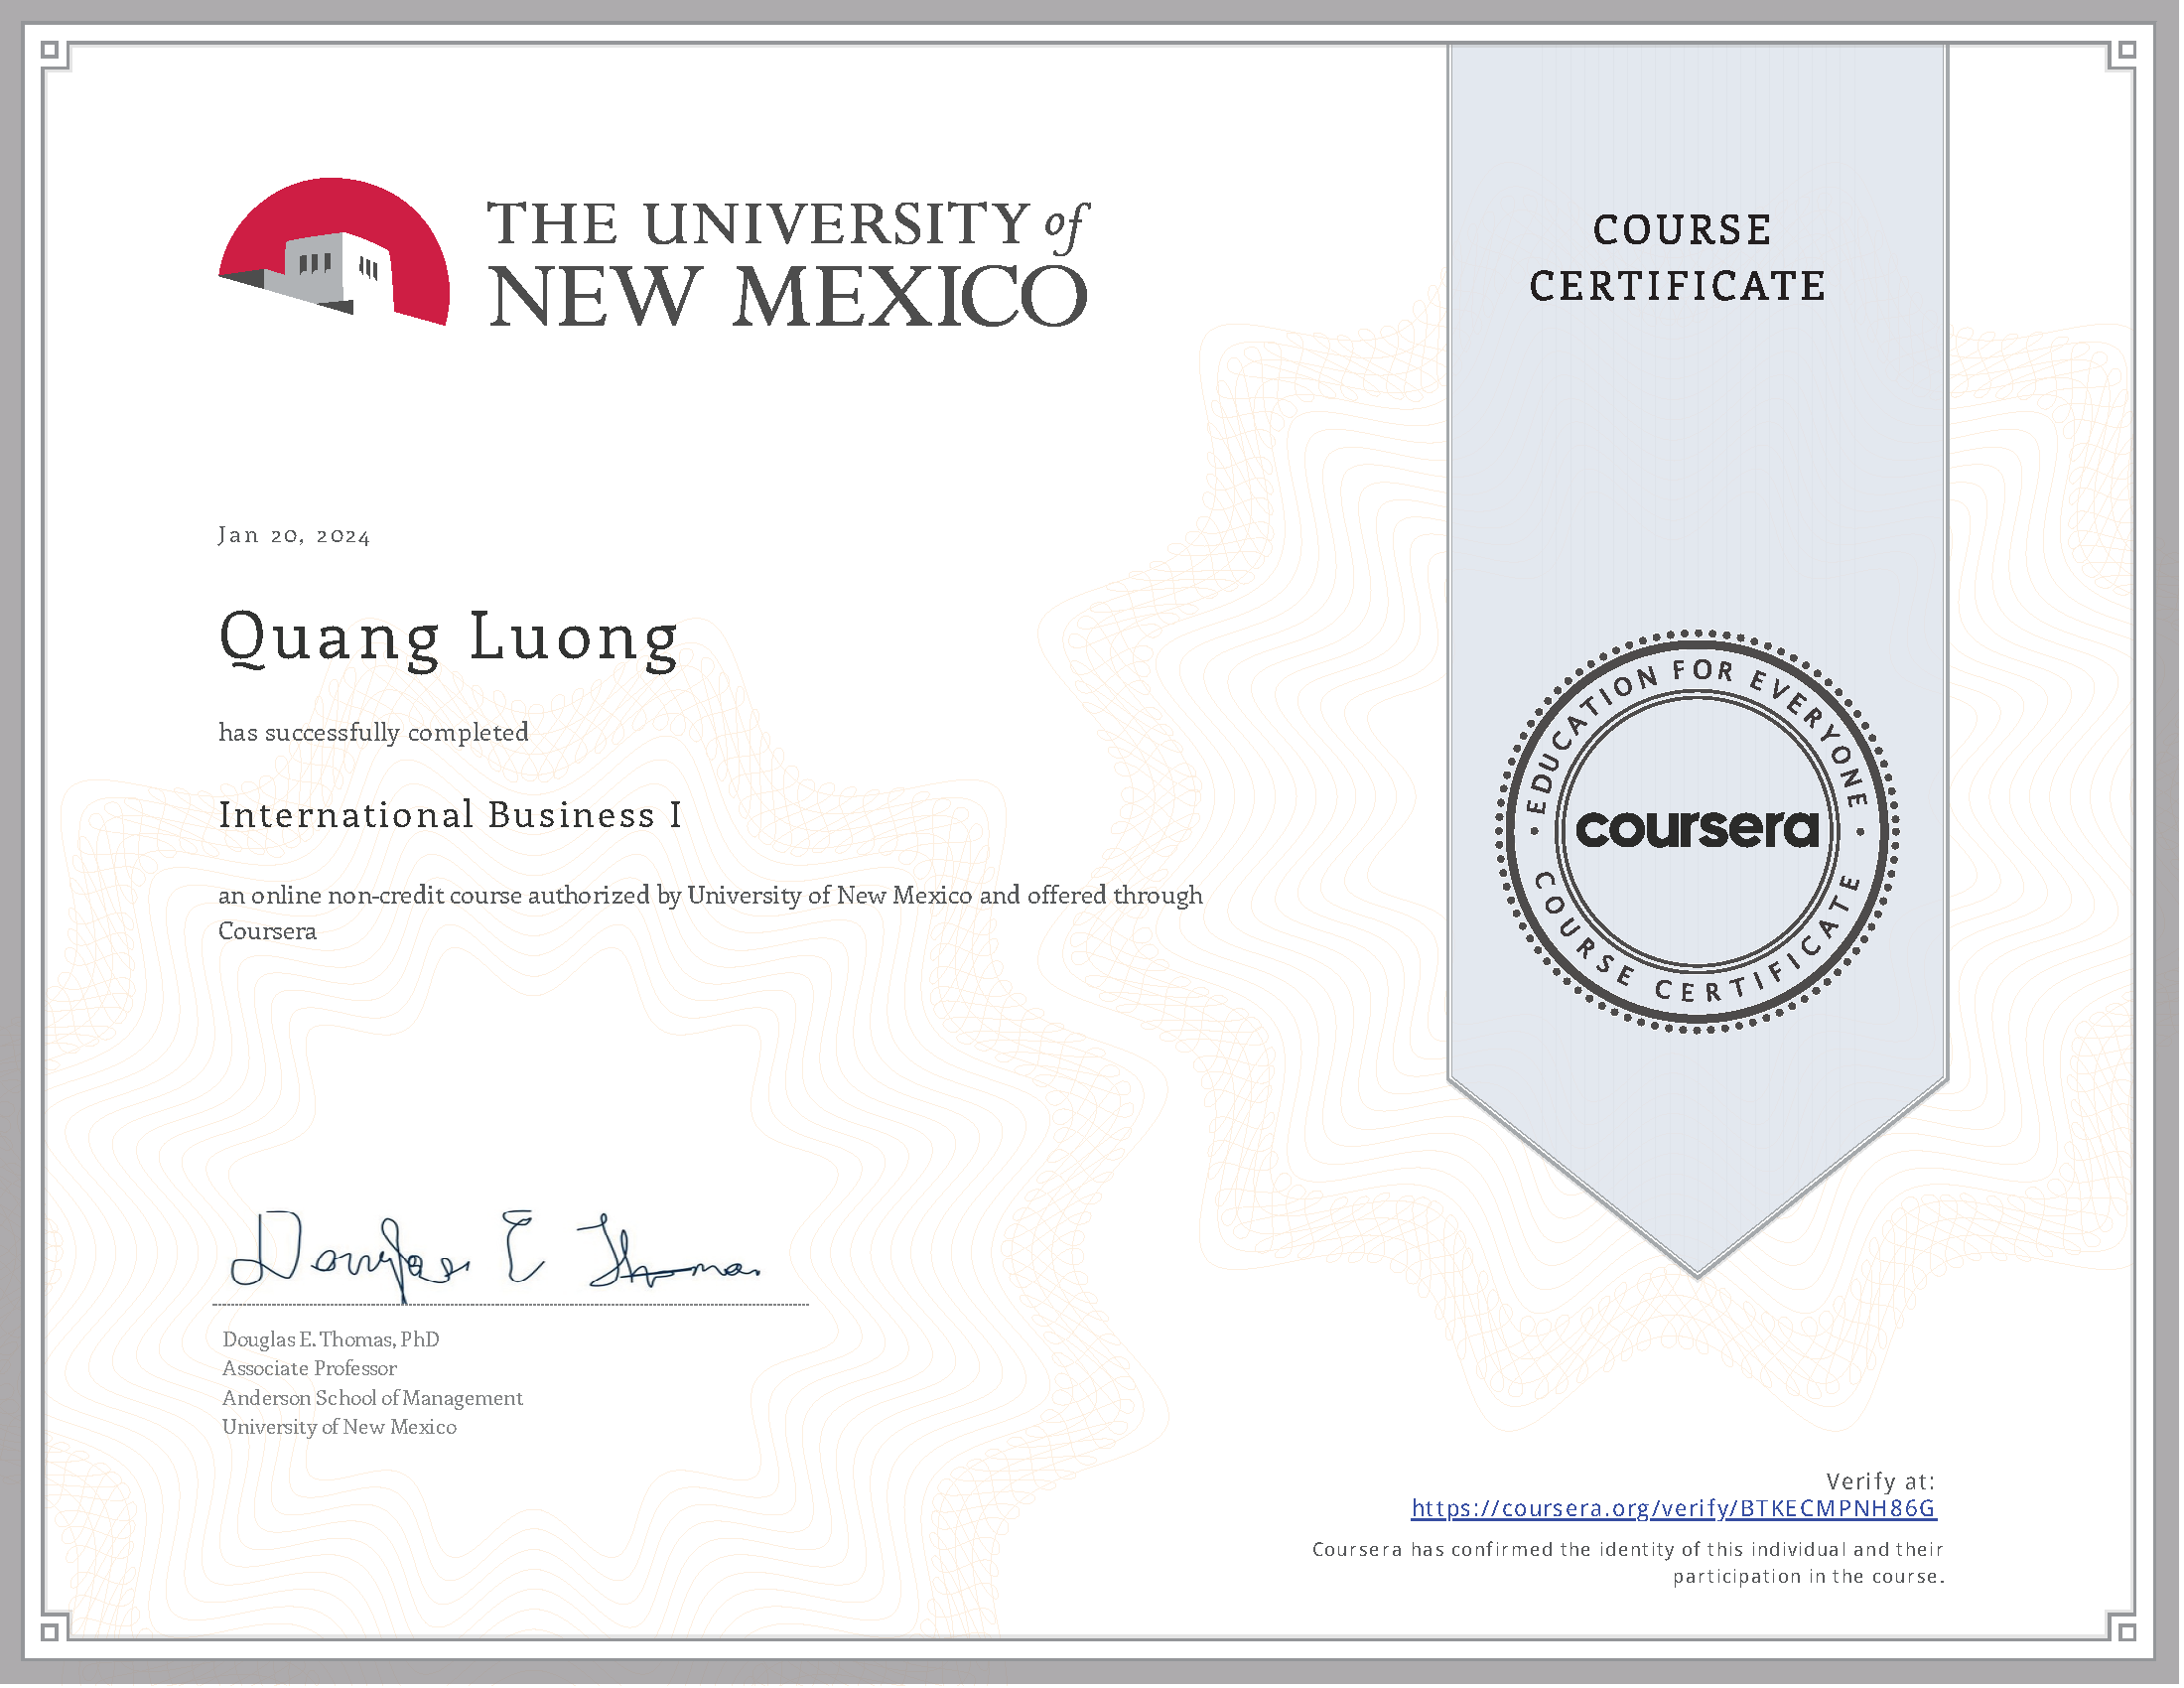 THE UNIVERSITY of
NEW MEXICO
COURSE
CERTIFICATE
Jan 20, 2024
Quang Luong
has successfully completed
International Business I
an online non-credit course authorized by University of New Mexico and offered through
Coursera
EDUCATION FOR EVERYONE
coursera
COURSE CERTIFICATE
Douglas E Thomas
Douglas E. Thomas, PhD
Associate Professor
Anderson School of Management
University of New Mexico
Verify at:
https://coursera.org/verify/BTKECMPNH86G
Coursera has confirmed the identity of this individual and their
participation in the course.